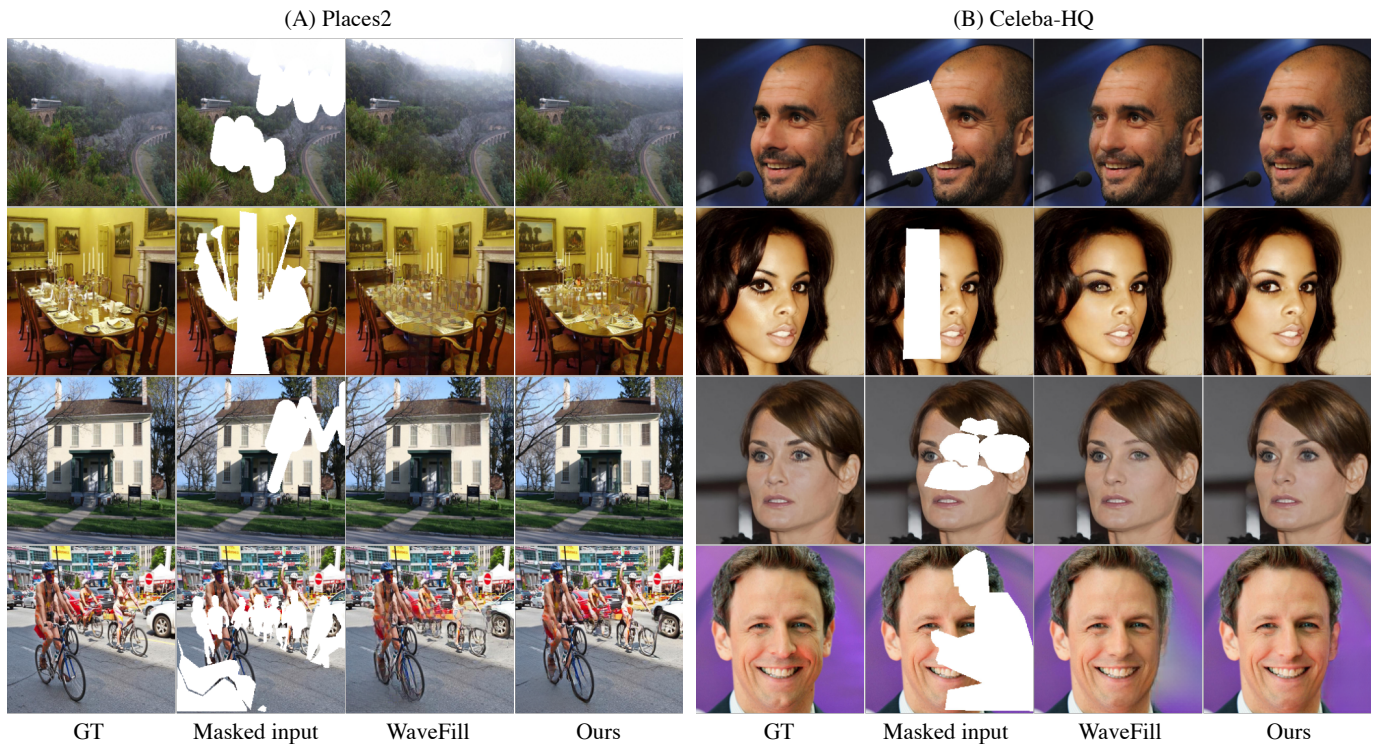 (A) Places2
(B) Celeba-HQ
GT
Masked input
WaveFill
Ours
GT
Masked input
WaveFill
Ours